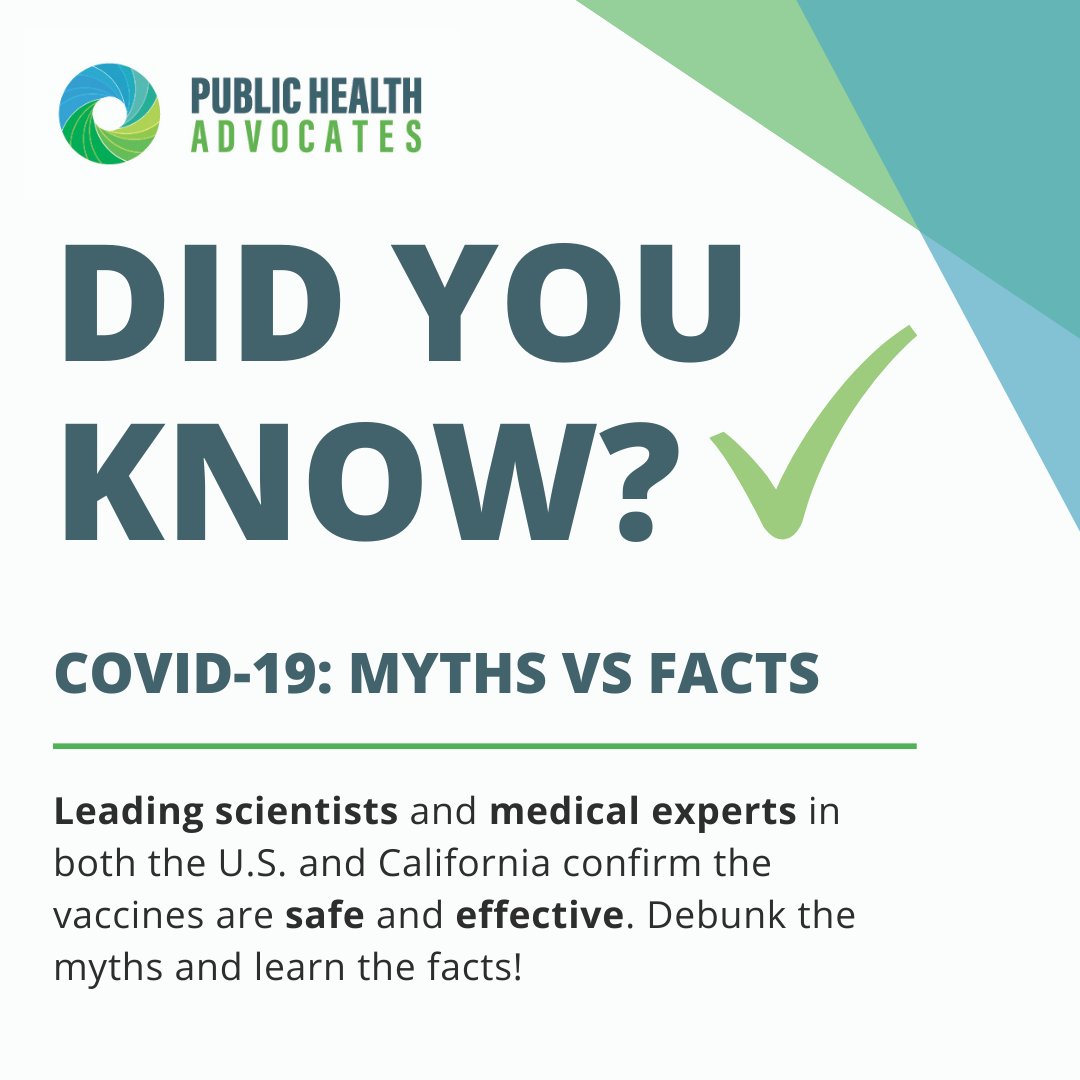 PUBLIC HEALTH
ADVOCATES
DID YOU
KNOW?
COVID-19: MYTHS VS FACTS
Leading scientists and medical experts in
both the U.S. and California confirm the
vaccines are safe and effective. Debunk the
myths and learn the facts!